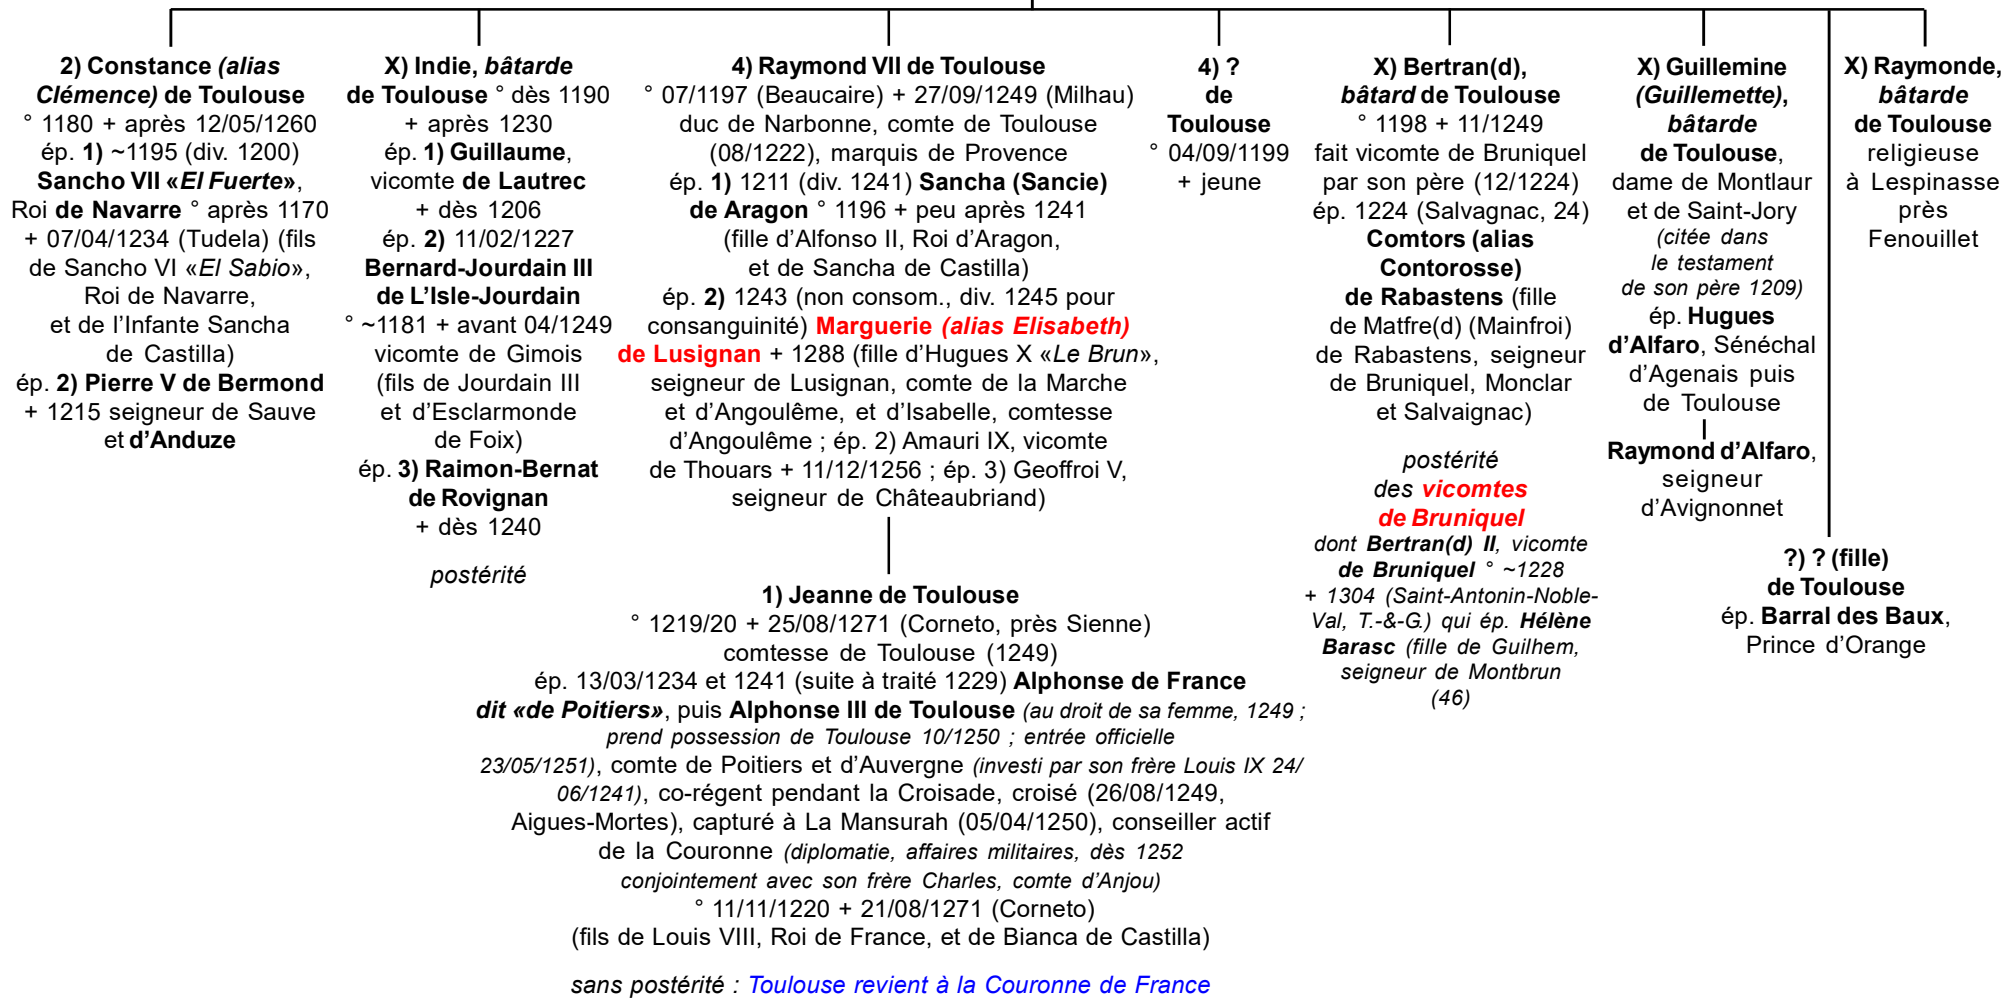 2) Constance (alias
Clémence) de Toulouse
° 1180 + après 12/05/1260
ép. 1) ~1195 (div. 1200)
Sancho VII «El Fuerte»,
Roi de Navarre ° après 1170
+ 07/04/1234 (Tudela) (fils
de Sancho VI «El Sabio»,
Roi de Navarre,
et de l’Infante Sancha
de Castilla)
ép. 2) Pierre V de Bermond
+ 1215 seigneur de Sauve
et d’Anduze
X) Indie, bâtarde
de Toulouse ° dès 1190
+ après 1230
ép. 1) Guillaume,
vicomte de Lautrec
+ dès 1206
ép. 2) 11/02/1227
Bernard-Jourdain III
de L’Isle-Jourdain
° ~1181 + avant 04/1249
vicomte de Gimois
(fils de Jourdain III
et d’Esclarmonde
de Foix)
ép. 3) Raimon-Bernat
de Rovignan
+ dès 1240
postérité
4) Raymond VII de Toulouse
° 07/1197 (Beaucaire) + 27/09/1249 (Milhau)
duc de Narbonne, comte de Toulouse
(08/1222), marquis de Provence
ép. 1) 1211 (div. 1241) Sancha (Sancie)
de Aragon ° 1196 + peu après 1241
(fille d’Alfonso II, Roi d’Aragon,
et de Sancha de Castilla)
ép. 2) 1243 (non consom., div. 1245 pour
consanguinité) Marguerie (alias Elisabeth)
de Lusignan + 1288 (fille d’Hugues X «Le Brun»,
seigneur de Lusignan, comte de la Marche
et d’Angoulême, et d’Isabelle, comtesse
d’Angoulême ; ép. 2) Amauri IX, vicomte
de Thouars + 11/12/1256 ; ép. 3) Geoffroi V,
seigneur de Châteaubriand)
1) Jeanne de Toulouse
° 1219/20 + 25/08/1271 (Corneto, près Sienne)
comtesse de Toulouse (1249)
ép. 13/03/1234 et 1241 (suite à traité 1229) Alphonse de France
dit «de Poitiers», puis Alphonse III de Toulouse (au droit de sa femme, 1249 ;
prend possession de Toulouse 10/1250 ; entrée officielle
23/05/1251), comte de Poitiers et d’Auvergne (investi par son frère Louis IX 24/
06/1241), co-régent pendant la Croisade, croisé (26/08/1249,
Aigues-Mortes), capturé à La Mansurah (05/04/1250), conseiller actif
de la Couronne (diplomatie, affaires militaires, dès 1252
conjointement avec son frère Charles, comte d’Anjou)
° 11/11/1220 + 21/08/1271 (Corneto)
(fils de Louis VIII, Roi de France, et de Bianca de Castilla)
sans postérité : Toulouse revient à la Couronne de France
4) ?
de
Toulouse
° 04/09/1199
+ jeune
X) Bertran(d),
bâtard de Toulouse
° 1198 + 11/1249
fait vicomte de Bruniquel
par son père (12/1224)
ép. 1224 (Salvagnac, 24)
Comtors (alias
Contorosse)
de Rabastens (fille
de Matfre(d) (Mainfroi)
de Rabastens, seigneur
de Bruniquel, Monclar
et Salvaignac)
postérité
des vicomtes
de Bruniquel
dont Bertran(d) II, vicomte
de Bruniquel ° ~1228
+ 1304 (Saint-Antonin-Noble-
Val, T.-&-G.) qui ép. Hélène
Barasc (fille de Guilhem,
seigneur de Montbrun
(46)
X) Guillemine
(Guillemette),
bâtarde
de Toulouse,
dame de Montlaur
et de Saint-Jory
(citée dans
le testament
de son père 1209)
ép. Hugues
d’Alfaro, Sénéchal
d’Agenais puis
de Toulouse
Raymond d’Alfaro,
seigneur
d’Avignonnet
?) ? (fille)
de Toulouse
ép. Barral des Baux,
Prince d’Orange
X) Raymonde,
bâtarde
de Toulouse
religieuse
à Lespinasse
près
Fenouillet